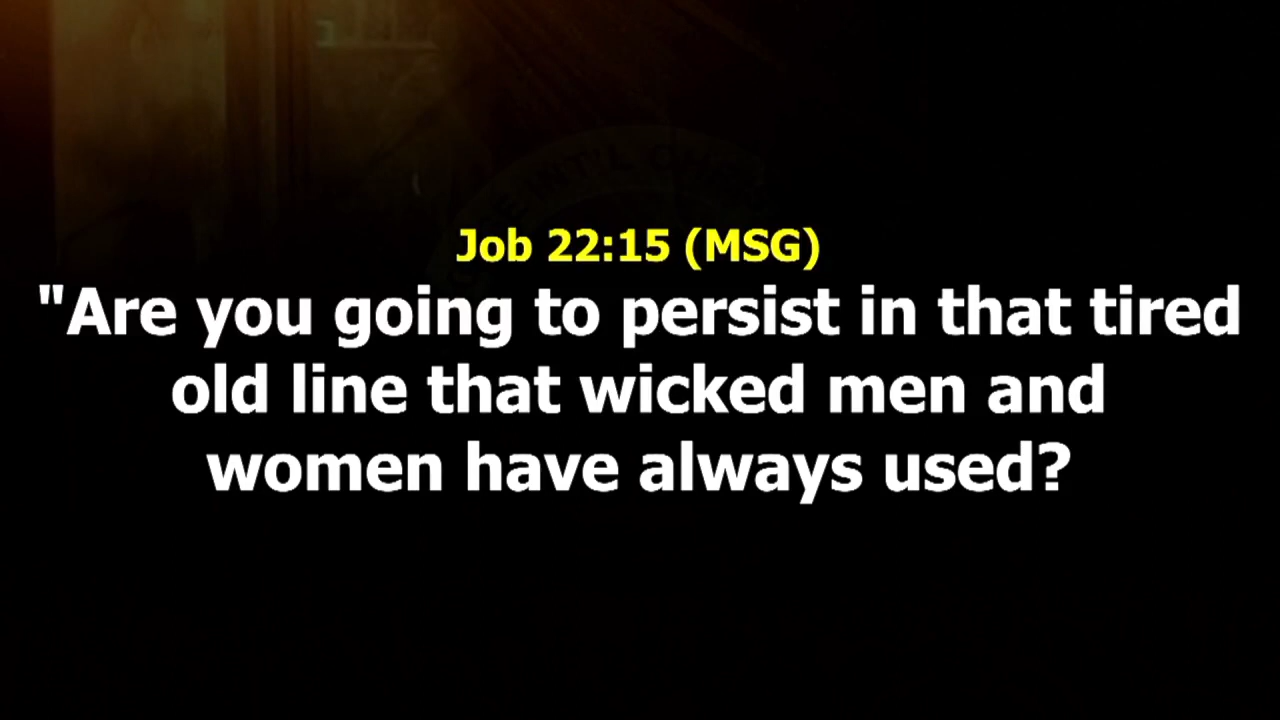 Job 22:15 (MSG)
"Are you going to persist in that tired
old line that wicked men and
women have always used?